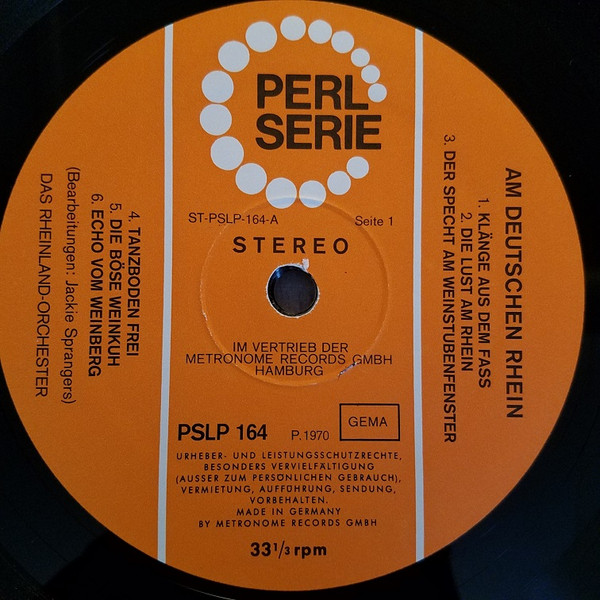 PERL
SERIE
ST-PSLP-164-A
Seite 1
STEREO
IM VERTRIEB DER
METRONOME RECORDS GMBH
HAMBURG
PSLP 164
P. 1970
GEMA
URHEBER- UND LEISTUNGSSCHUTZRECHTE,
BESONDERS VERVIELFÄLTIGUNG
(AUSSER ZUM PERSÖNLICHEN GEBRAUCH),
VERMIETUNG, AUFFÜHRUNG, SENDUNG,
VORBEHALTEN.
MADE IN GERMANY
BY METRONOME RECORDS GMBH
33 1/3 rpm
AM DEUTSCHEN RHEIN
1. KLÄNGE AUS DEM FASS
2. DIE LUST AM RHEIN
3. DER SPECHT AM WEINSTUBENFENSTER
4. TANZBODEN FREI
5. DIE BÖSE WEINKUH
6. ECHO VOM WEINBERG
(Bearbeitungen: Jackie Sprangers)
DAS RHEINLAND-ORCHESTER